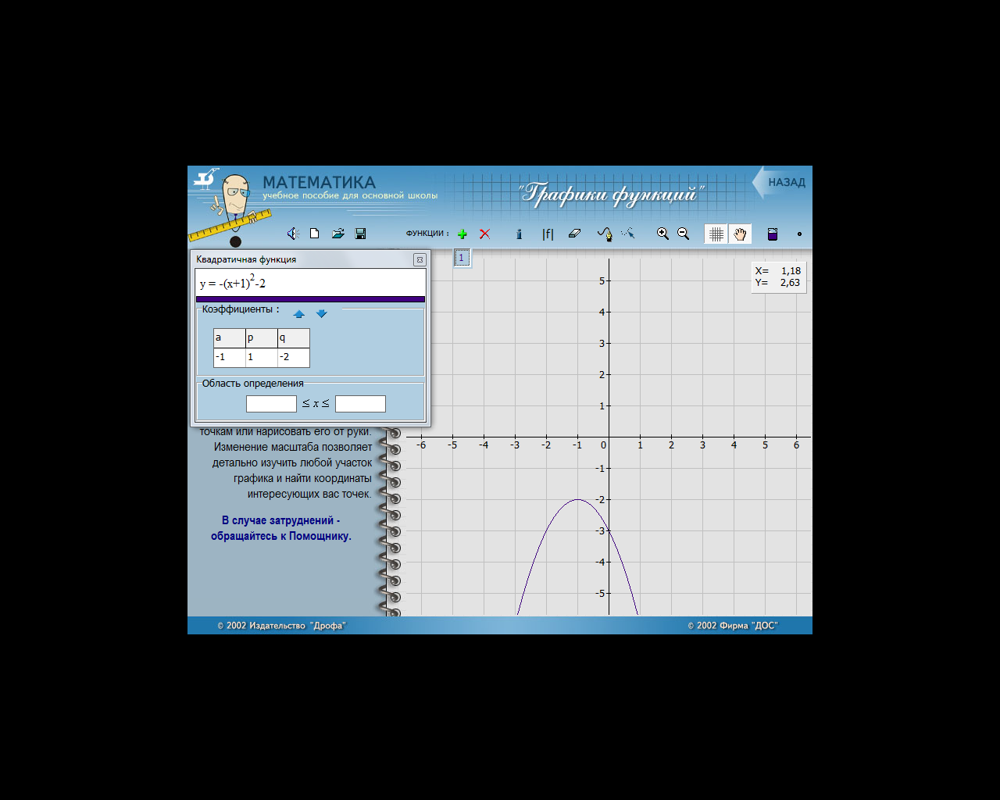 МАТЕМАТИКА
учебное пособие для основной школы
"Графики функций"
НАЗАД
ФУНКЦИИ :
i
|f|
Квадратичная функция
y = -(x+1)²-2
Коэффициенты :
a p q
-1 1 -2
Область определения
≤ x ≤
точкам или нарисовать его от руки.
Изменение масштаба позволяет
детально изучить любой участок
графика и найти координаты
интересующих вас точек.
В случае затруднений -
обращайтесь к Помощнику.
1
X= 1,18
Y= 2,63
5
4
3
2
1
-6 -5 -4 -3 -2 -1 0 1 2 3 4 5 6
-1
-2
-3
-4
-5
© 2002 Издательство "Дрофа"
© 2002 Фирма "ДОС"